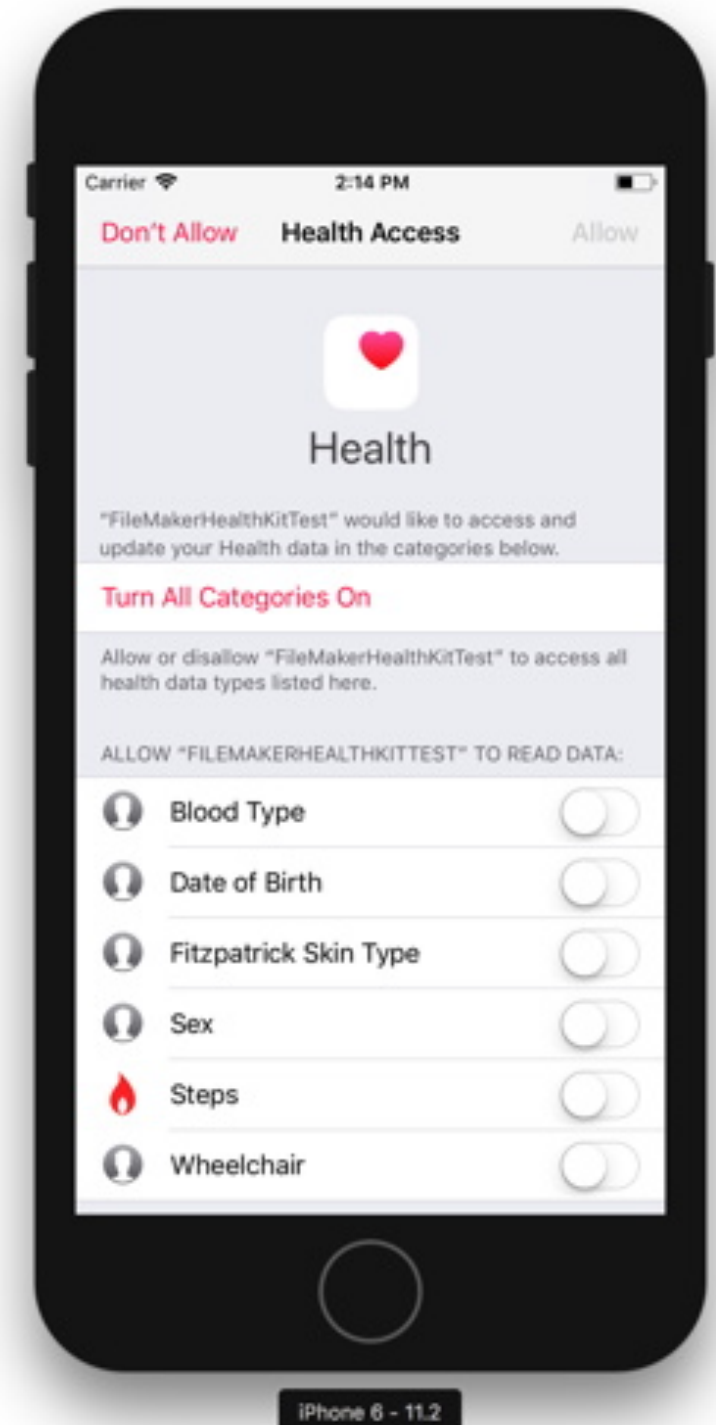 Carrier 2:14 PM
Don't Allow Health Access Allow
Health
"FileMakerHealthKitTest" would like to access and
update your Health data in the categories below.
Turn All Categories On
Allow or disallow "FileMakerHealthKitTest" to access all
health data types listed here.
ALLOW "FILEMAKERHEALTHKITTEST" TO READ DATA:
Blood Type
Date of Birth
Fitzpatrick Skin Type
Sex
Steps
Wheelchair
iPhone 6 - 11.2